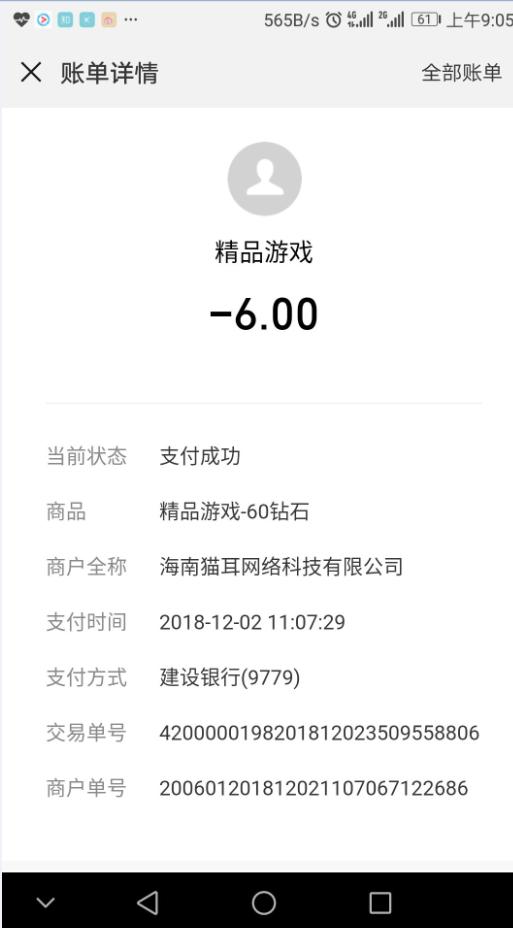 565B/s 4G 2G 61 上午9:05
账单详情 全部账单
精品游戏
-6.00
当前状态 支付成功
商品 精品游戏-60钻石
商户全称 海南猫耳网络科技有限公司
支付时间 2018-12-02 11:07:29
支付方式 建设银行(9779)
交易单号 4200000198201812023509558806
商户单号 200601201812021107067122686